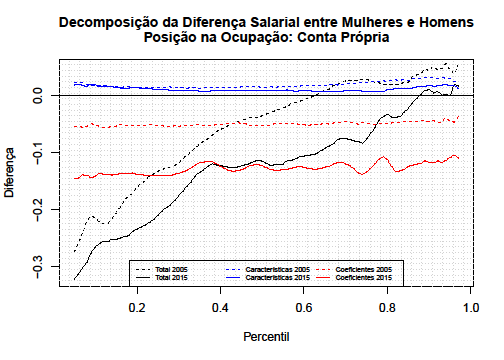 Decomposição da Diferença Salarial entre Mulheres e Homens
Posição na Ocupação: Conta Própria
Diferença
0.0
−0.1
−0.2
−0.3
Total 2005
Total 2015
Características 2005
Características 2015
Coeficientes 2005
Coeficientes 2015
0.2
0.4
0.6
0.8
1.0
Percentil